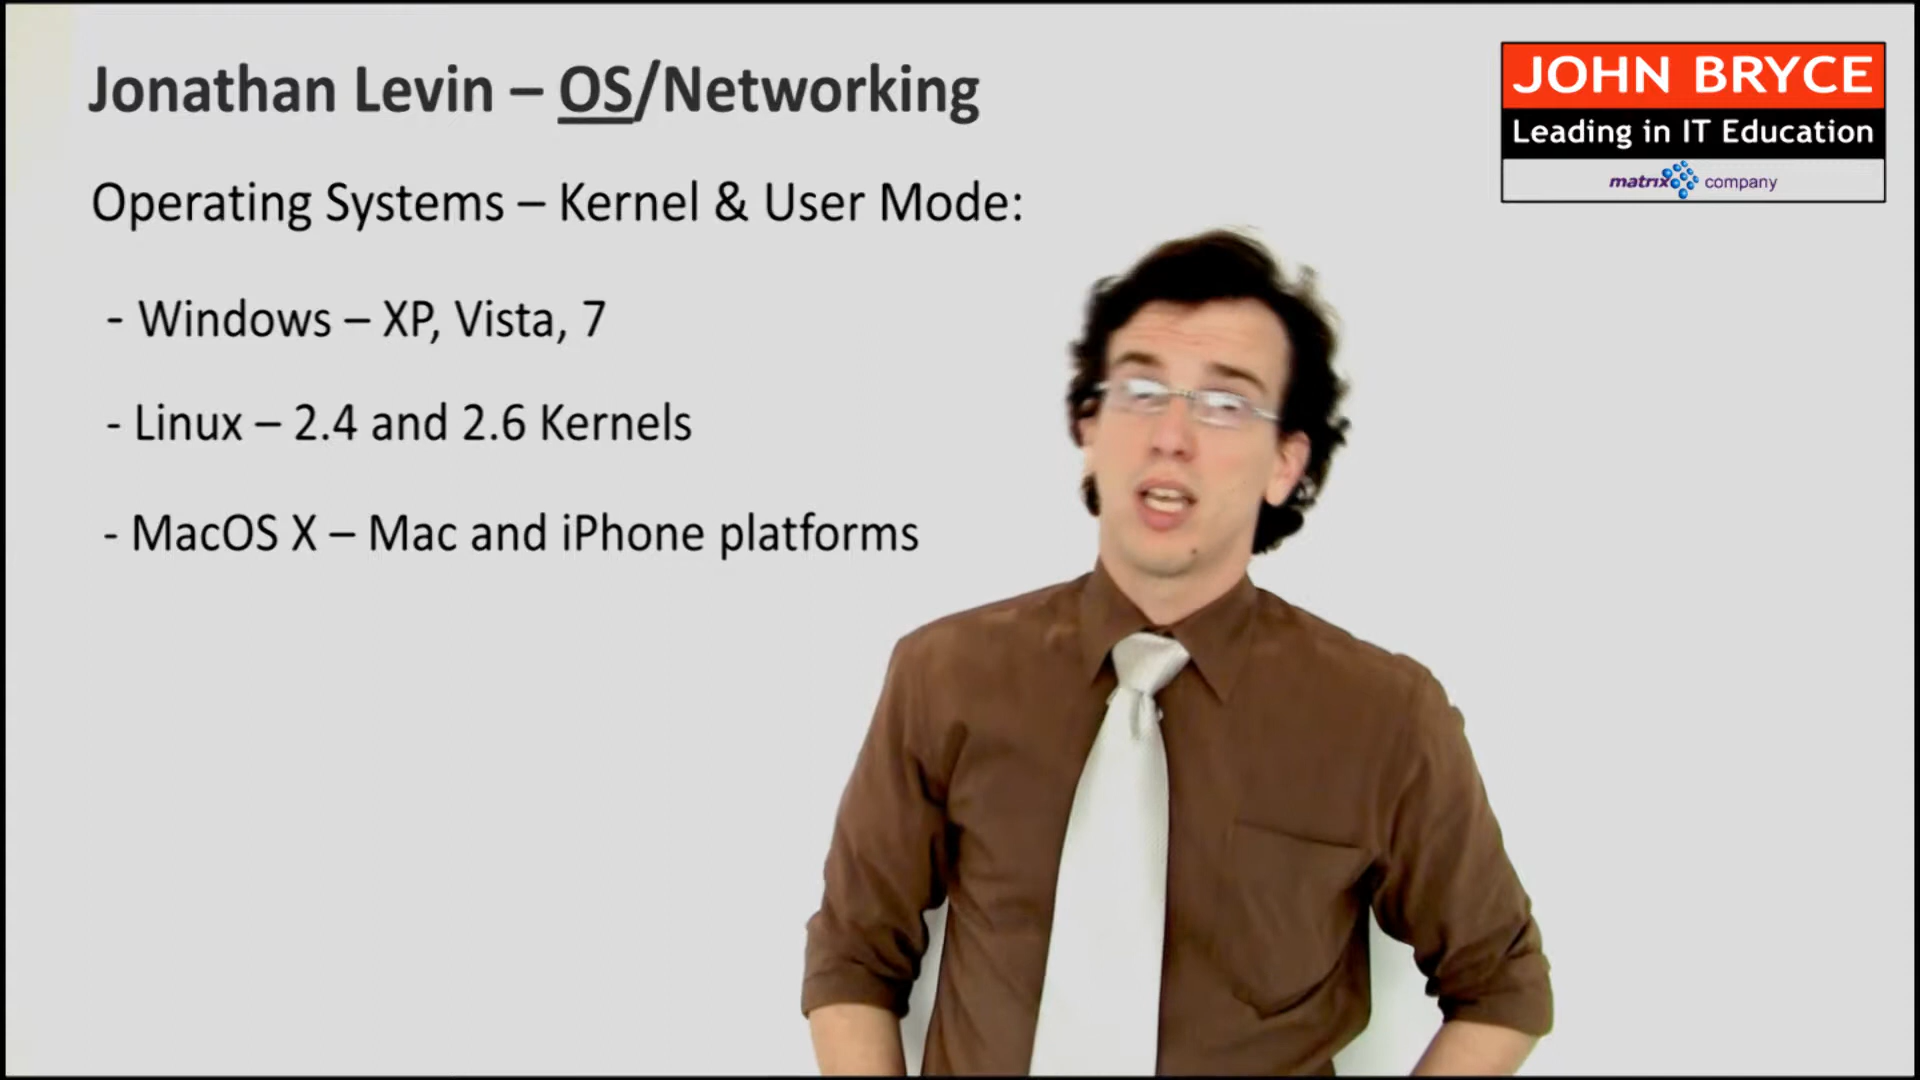 Jonathan Levin – OS/Networking
JOHN BRYCE
Leading in IT Education
matrix company
Operating Systems – Kernel & User Mode:
- Windows – XP, Vista, 7
- Linux – 2.4 and 2.6 Kernels
- MacOS X – Mac and iPhone platforms